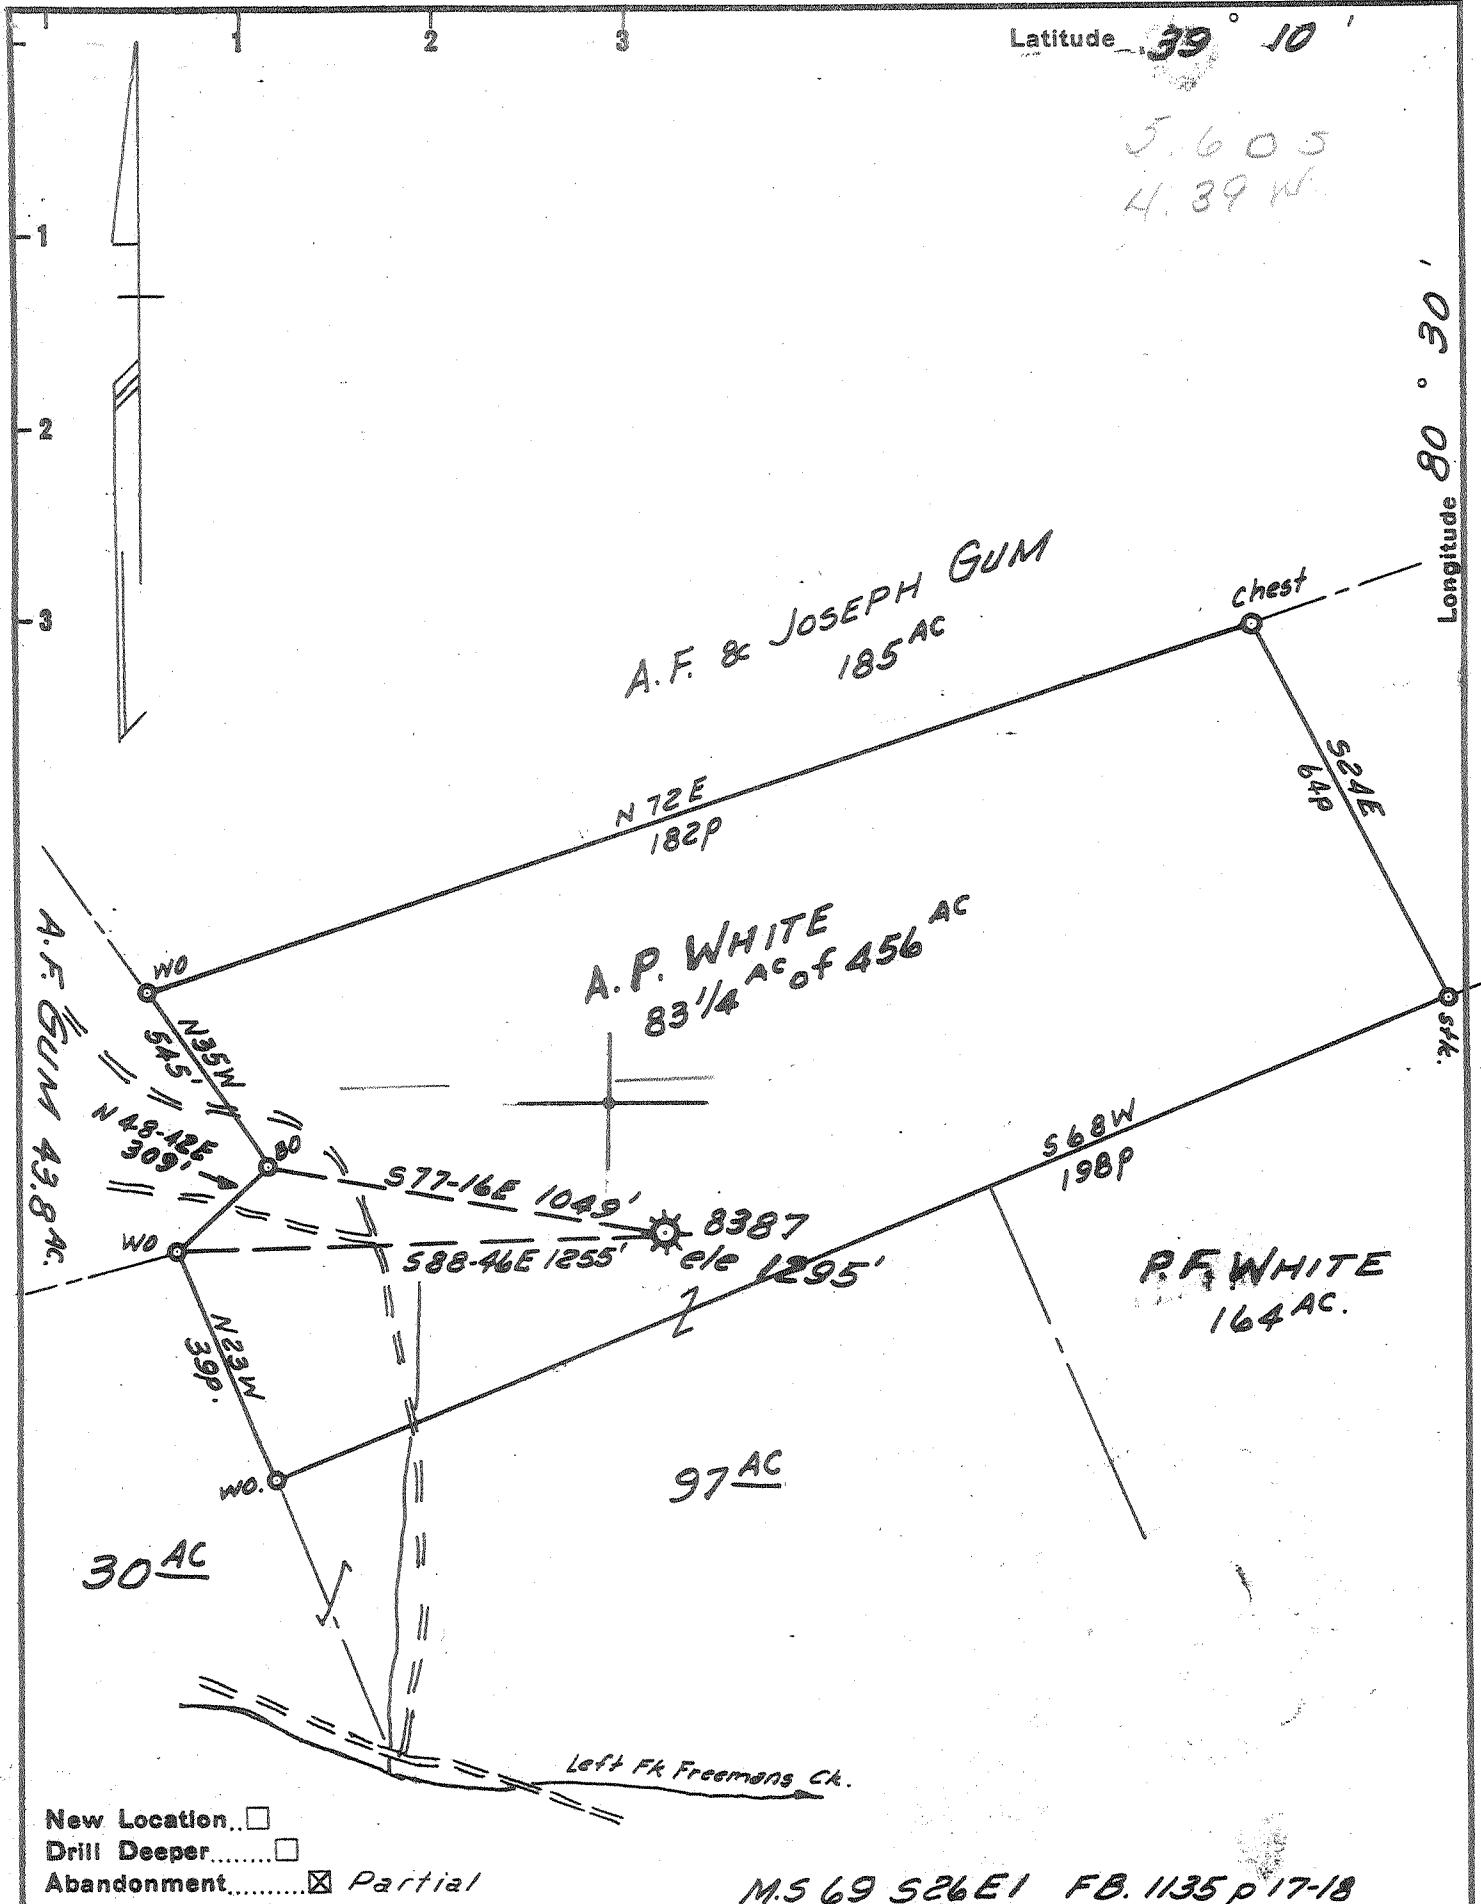 1 2 3
Latitude 39° 10'
5.60 S
4.39 W
1
Longitude 80° 30'
2
3
A.F. & JOSEPH GUM
185 AC
Chest
S24E
64P
N 72E
182P
A.P. WHITE
83 1/4 AC of 456 AC
WO
A.F. GUM 43.8 AC.
N35W
545'
Stk.
N 48-42E
309'
BO
S77-16E 1049'
S68W
198P
8387
WO
S88-46E 1255'
ele 1295'
P.F. WHITE
164 AC.
N23W
39P.
WO.
97 AC
30 AC
Left Fk Freemans Ck.
New Location..☐
Drill Deeper........☐
Abandonment..........☒ Partial
M.S 69 S26E1 FB. 1135 p 17-18